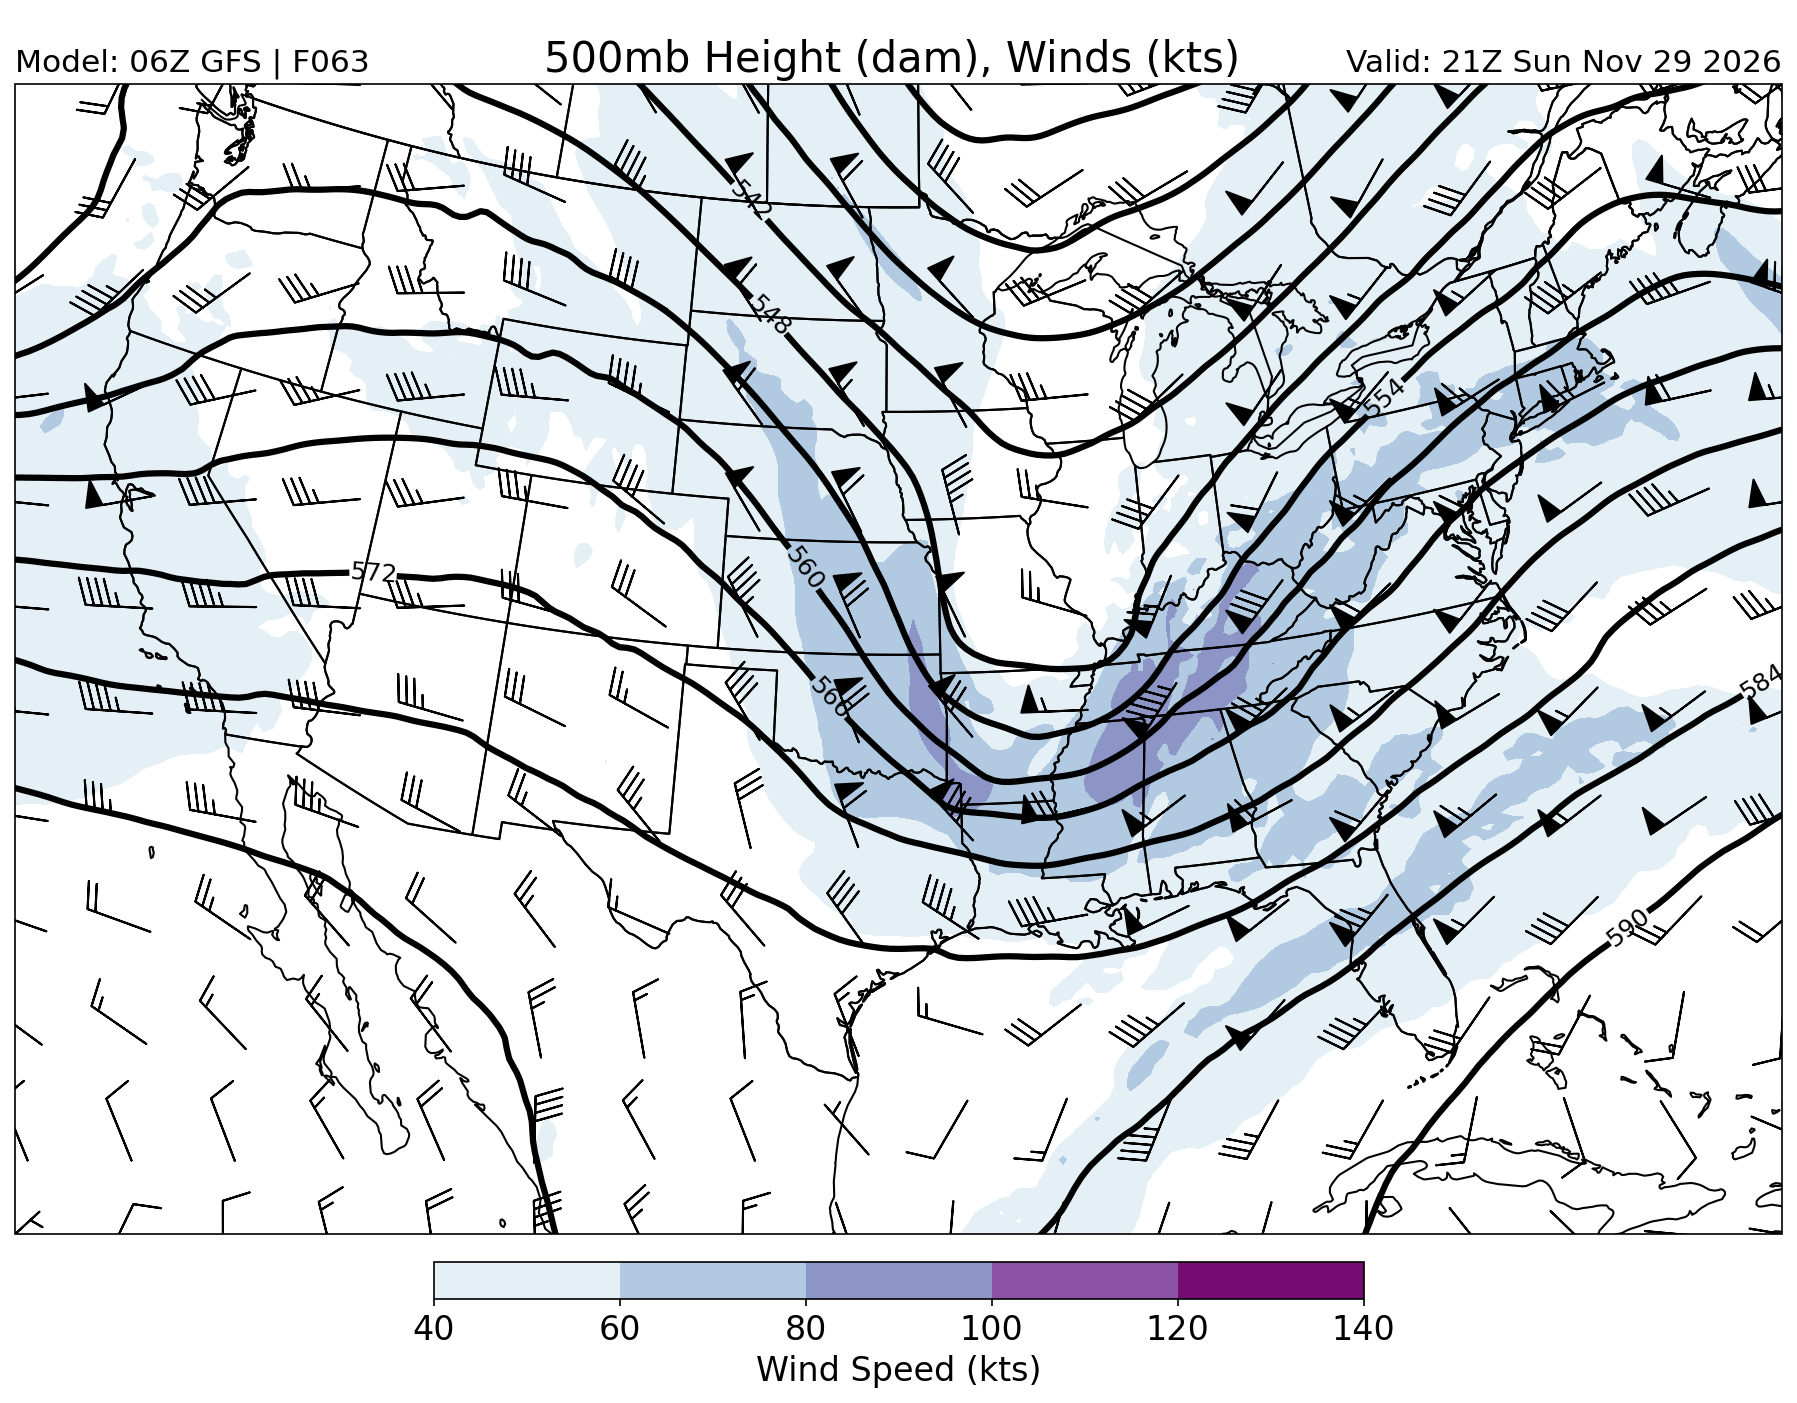 Model: 06Z GFS | F063
500mb Height (dam), Winds (kts)
Valid: 21Z Sun Nov 29 2026
542
548
554
560
572
566
584
590
40 60 80 100 120 140
Wind Speed (kts)